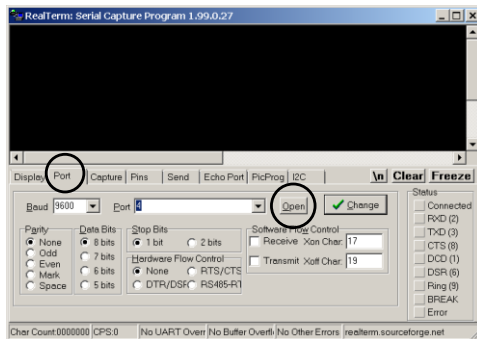 RealTerm: Serial Capture Program 1.99.0.27
Display Port Capture Pins Send Echo Port PicProg I2C \n Clear Freeze
Baud 9600 Port 4 Open Change
Parity
None
Odd
Even
Mark
Space
Data Bits
8 bits
7 bits
6 bits
5 bits
Stop Bits
1 bit 2 bits
Hardware Flow Control
None RTS/CTS
DTR/DSR RS485-RT
Software Flow Control
Receive Xon Char: 17
Transmit Xoff Char: 19
Status
Connected
RXD (2)
TXD (3)
CTS (8)
DCD (1)
DSR (6)
Ring (9)
BREAK
Error
Char Count:0000000 CPS:0 No UART Overr No Buffer Overfl No Other Errors realterm.sourceforge.net